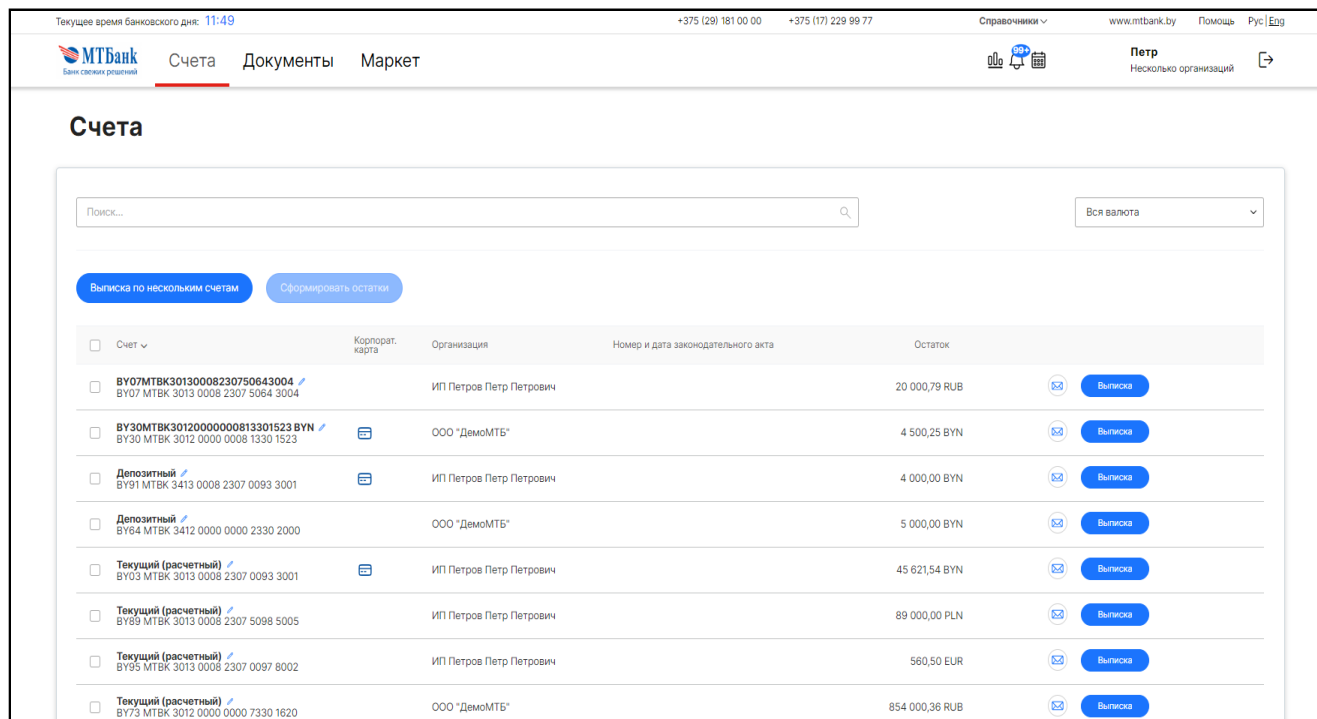 Текущее время банковского дня: 11:49 +375 (29) 181 00 00 +375 (17) 229 99 77 Справочники www.mtbank.by Помощь Рус|Eng
МТБанк
Банк свежих решений
Счета Документы Маркет
99+
Петр
Несколько организаций
Счета
Поиск... Вся валюта
Выписка по нескольким счетам Сформировать остатки
Счет Корпорат. карта Организация Номер и дата законодательного акта Остаток
BY07MTBK30130008230750643004
BY07 MTBK 3013 0008 2307 5064 3004 ИП Петров Петр Петрович 20 000,79 RUB Выписка
BY30MTBK30120000000813301523 BYN
BY30 MTBK 3012 0000 0008 1330 1523 ООО "ДемоМТБ" 4 500,25 BYN Выписка
Депозитный
BY91 MTBK 3413 0008 2307 0093 3001 ИП Петров Петр Петрович 4 000,00 BYN Выписка
Депозитный
BY64 MTBK 3412 0000 0000 2330 2000 ООО "ДемоМТБ" 5 000,00 BYN Выписка
Текущий (расчетный)
BY03 MTBK 3013 0008 2307 0093 3001 ИП Петров Петр Петрович 45 621,54 BYN Выписка
Текущий (расчетный)
BY89 MTBK 3013 0008 2307 5098 5005 ИП Петров Петр Петрович 89 000,00 PLN Выписка
Текущий (расчетный)
BY95 MTBK 3013 0008 2307 0097 8002 ИП Петров Петр Петрович 560,50 EUR Выписка
Текущий (расчетный)
BY73 MTBK 3012 0000 0000 7330 1620 ООО "ДемоМТБ" 854 000,36 RUB Выписка